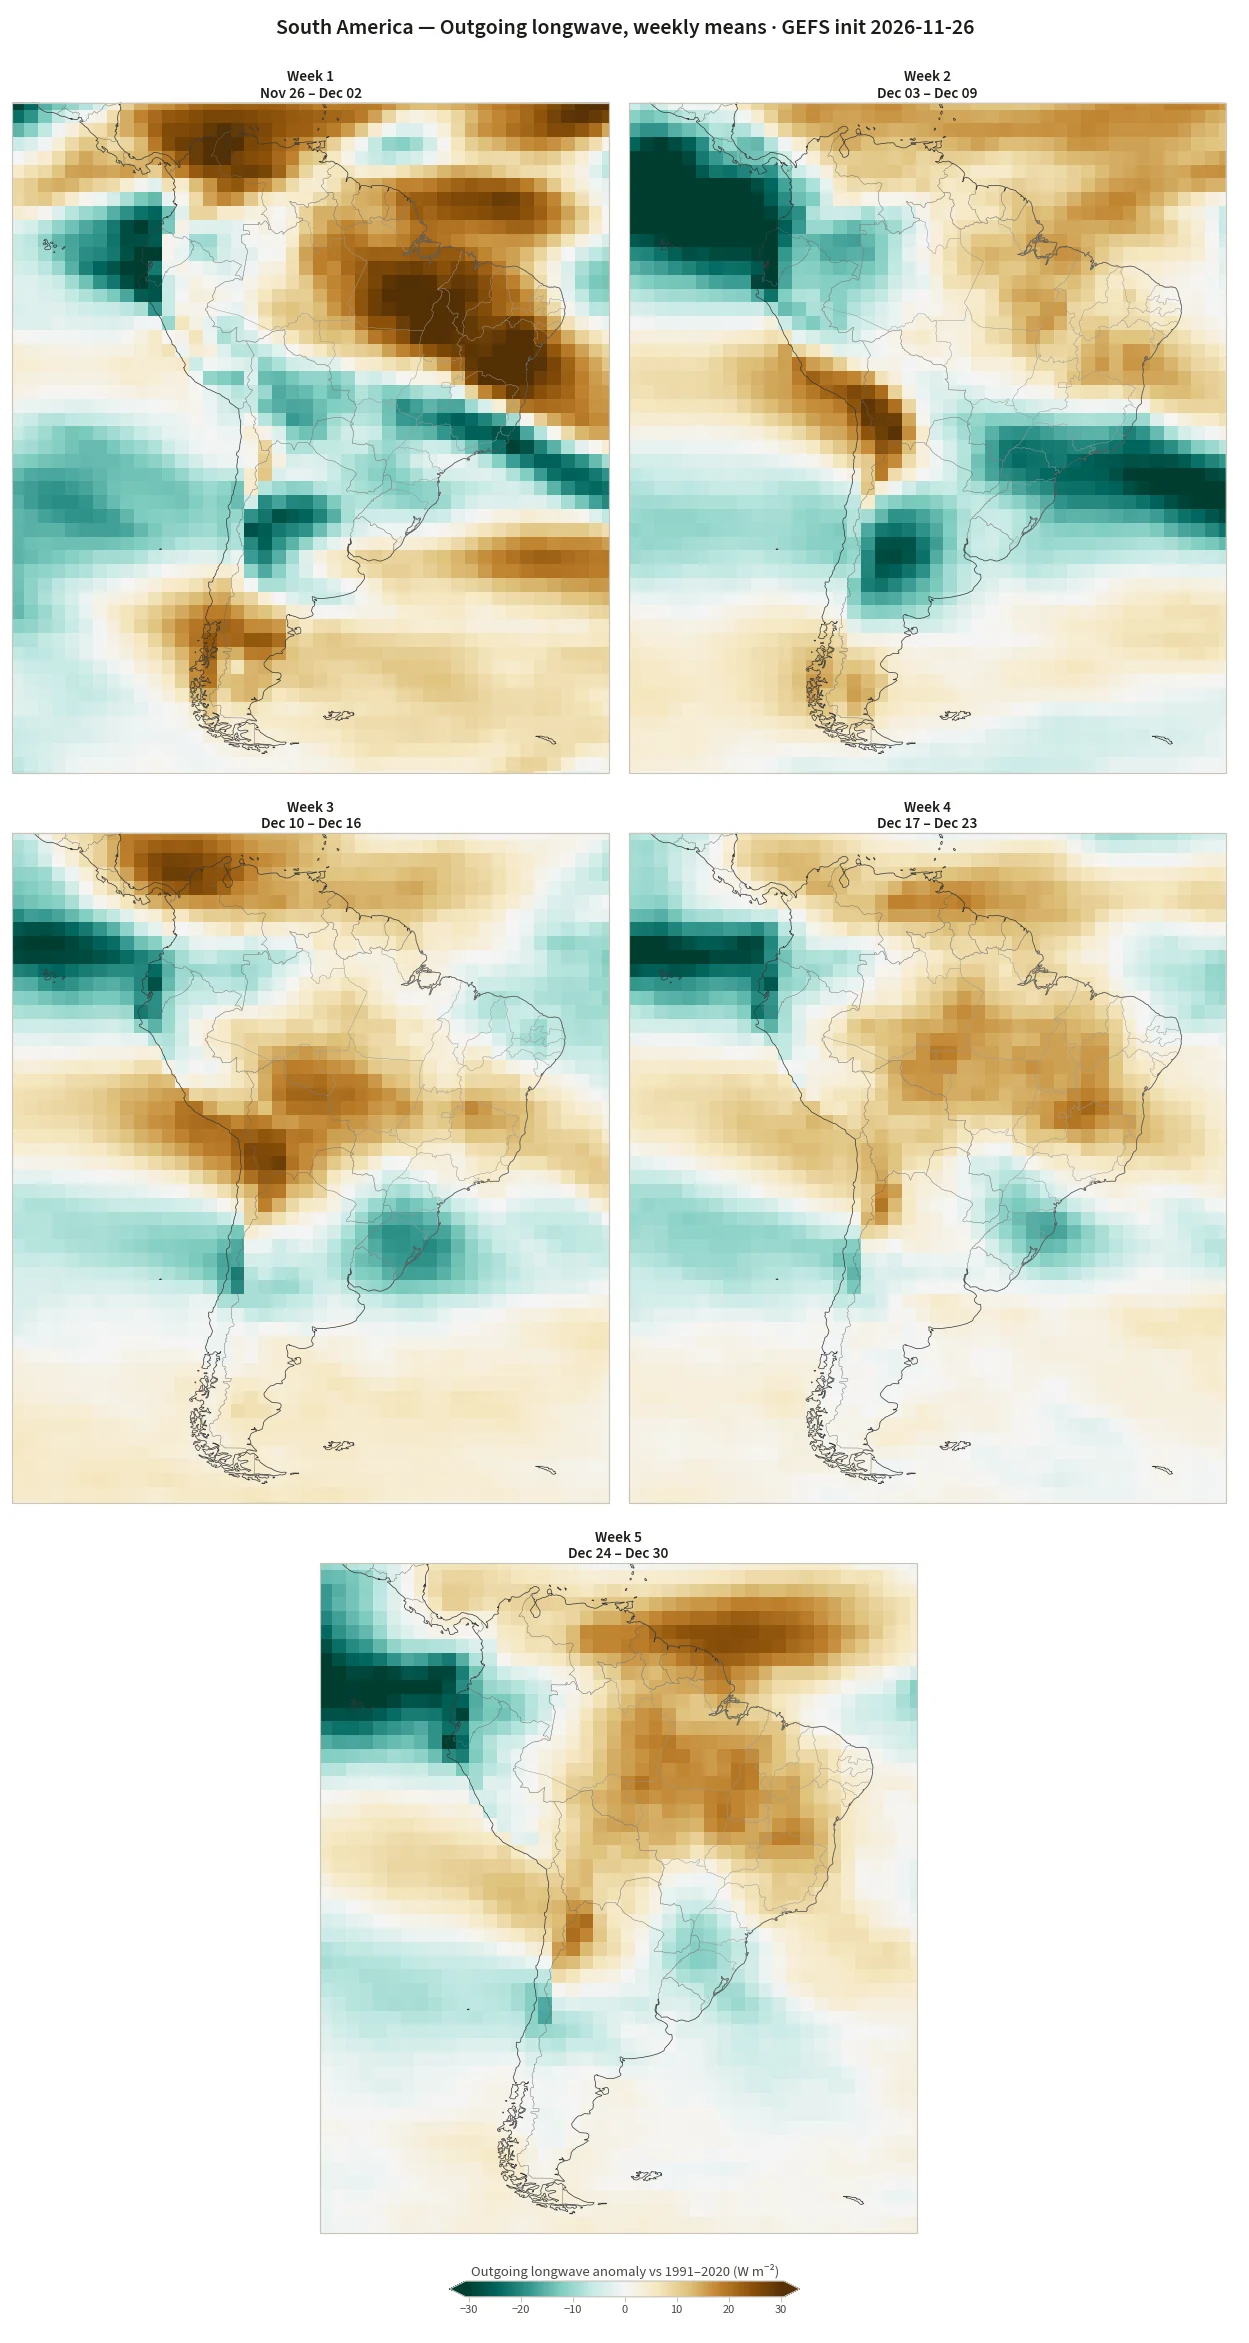 South America — Outgoing longwave, weekly means · GEFS init 2026-11-26
Week 1
Nov 26 – Dec 02
Week 2
Dec 03 – Dec 09
Week 3
Dec 10 – Dec 16
Week 4
Dec 17 – Dec 23
Week 5
Dec 24 – Dec 30
Outgoing longwave anomaly vs 1991–2020 (W m⁻²)
−30 −20 −10 0 10 20 30